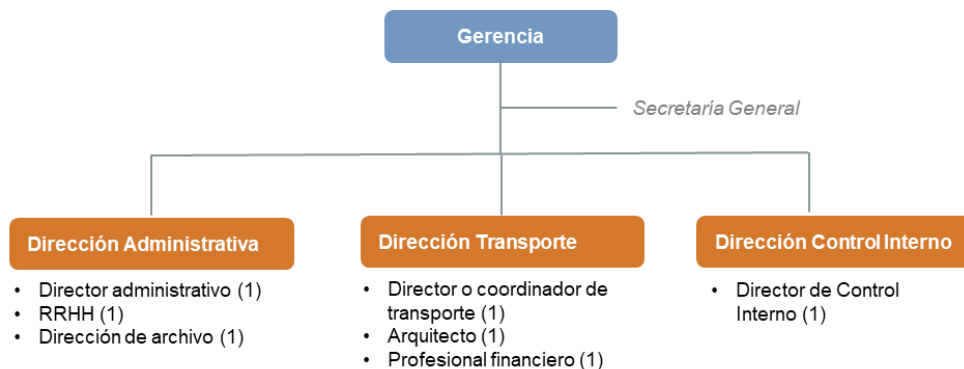 Gerencia
Secretaría General
Dirección Administrativa
• Director administrativo (1)
• RRHH (1)
• Dirección de archivo (1)
Dirección Transporte
• Director o coordinador de
transporte (1)
• Arquitecto (1)
• Profesional financiero (1)
Dirección Control Interno
• Director de Control
Interno (1)